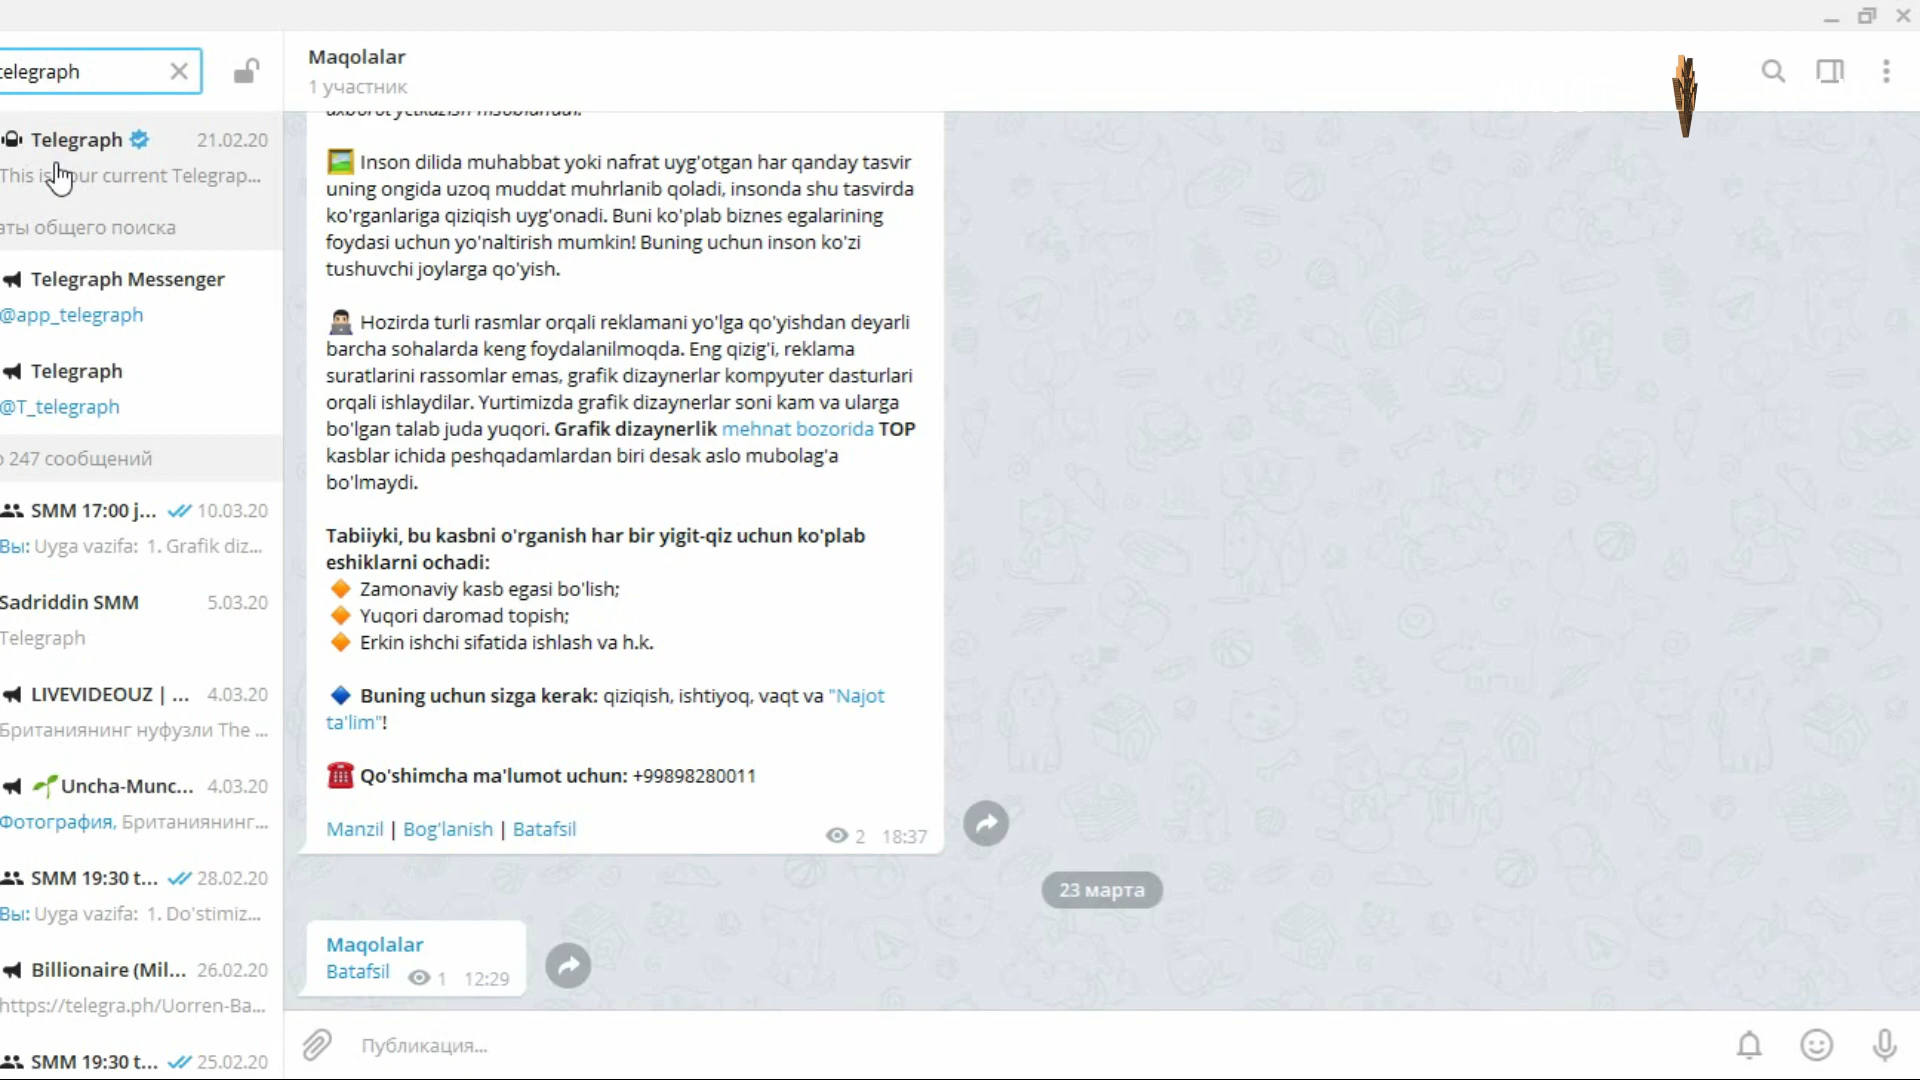 telegraph
Telegraph 21.02.20
This is your current Telegrap...
аты общего поиска
Telegraph Messenger
@app_telegraph
Telegraph
@T_telegraph
247 сообщений
SMM 17:00 j... 10.03.20
Вы: Uyga vazifa: 1. Grafik diz...
Sadriddin SMM 5.03.20
Telegraph
LIVEVIDEOUZ | ... 4.03.20
Британиянинг нуфузли The ...
Uncha-Munc... 4.03.20
Фотография, Британиянинг...
SMM 19:30 t... 28.02.20
Вы: Uyga vazifa: 1. Do'stimiz...
Billionaire (Mil... 26.02.20
https://telegra.ph/Uorren-Ba...
SMM 19:30 t... 25.02.20
Maqolalar
1 участник
axborot yetkazish hisoblanadi.
Inson dilida muhabbat yoki nafrat uyg'otgan har qanday tasvir
uning ongida uzoq muddat muhrlanib qoladi, insonda shu tasvirda
ko'rganlariga qiziqish uyg'onadi. Buni ko'plab biznes egalarining
foydasi uchun yo'naltirish mumkin! Buning uchun inson ko'zi
tushuvchi joylarga qo'yish.
Hozirda turli rasmlar orqali reklamani yo'lga qo'yishdan deyarli
barcha sohalarda keng foydalanilmoqda. Eng qizig'i, reklama
suratlarini rassomlar emas, grafik dizaynerlar kompyuter dasturlari
orqali ishlaydilar. Yurtimizda grafik dizaynerlar soni kam va ularga
bo'lgan talab juda yuqori. Grafik dizaynerlik mehnat bozorida TOP
kasblar ichida peshqadamlardan biri desak aslo mubolag'a
bo'lmaydi.
Tabiiyki, bu kasbni o'rganish har bir yigit-qiz uchun ko'plab
eshiklarni ochadi:
Zamonaviy kasb egasi bo'lish;
Yuqori daromad topish;
Erkin ishchi sifatida ishlash va h.k.
Buning uchun sizga kerak: qiziqish, ishtiyoq, vaqt va "Najot
ta'lim"!
Qo'shimcha ma'lumot uchun: +99898280011
Manzil | Bog'lanish | Batafsil 2 18:37
23 марта
Maqolalar
Batafsil 1 12:29
Публикация...